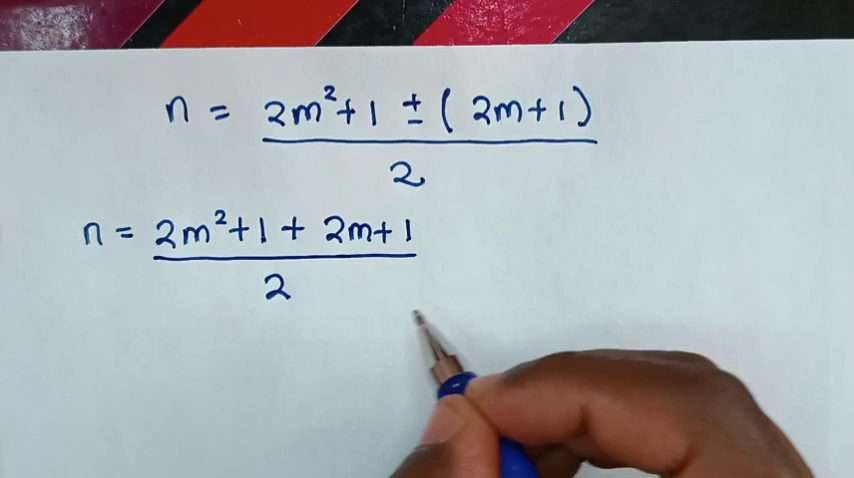 n = 2m²+1 ± (2m+1)
2
n = 2m²+1 + 2m+1
2